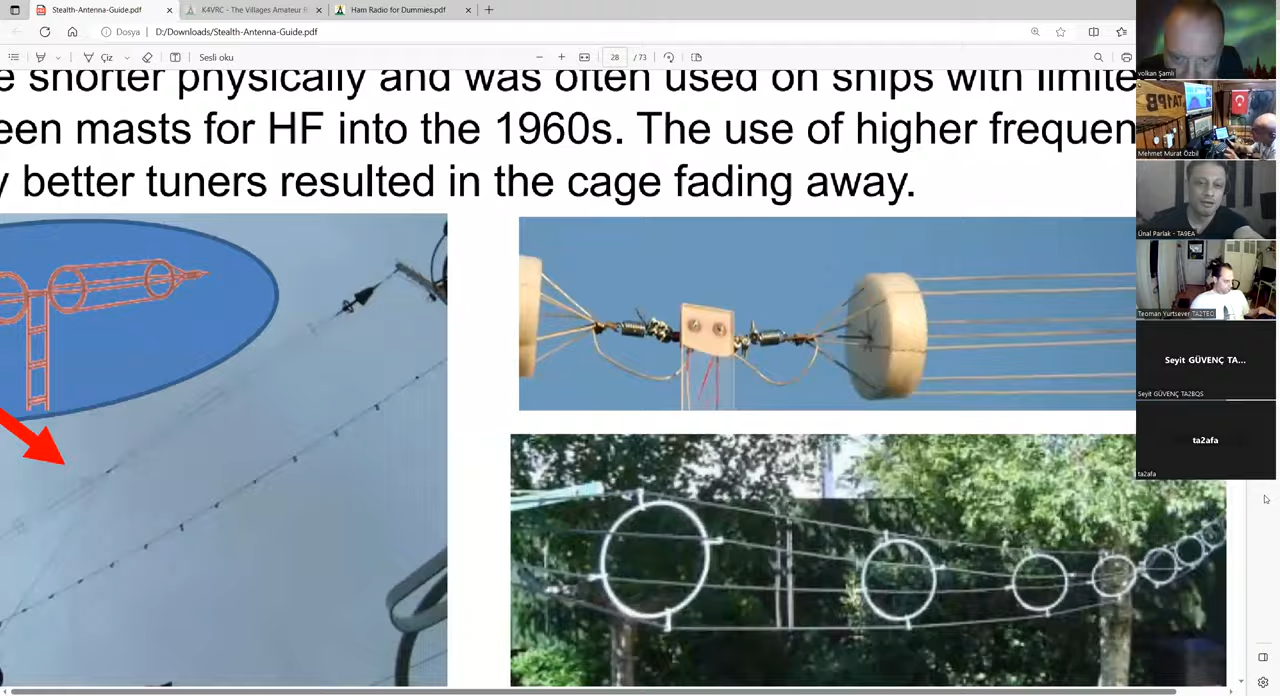 Stealth-Antenna-Guide.pdf
K4VRC - The Villages Amateur R
Ham Radio for Dummies.pdf
Dosya
D:/Downloads/Stealth-Antenna-Guide.pdf
Çiz
Sesli oku
28
/73
e shorter physically and was often used on ships with limite
een masts for HF into the 1960s. The use of higher frequen
y better tuners resulted in the cage fading away.
volkan Şamlı
TA1PB
Mehmet Murat Özbil
Ünal Parlak - TA9EA
Teoman Yurtsever TA2TEO
Seyit GÜVENÇ TA...
Seyit GÜVENÇ TA2BQS
ta2afa
ta2afa